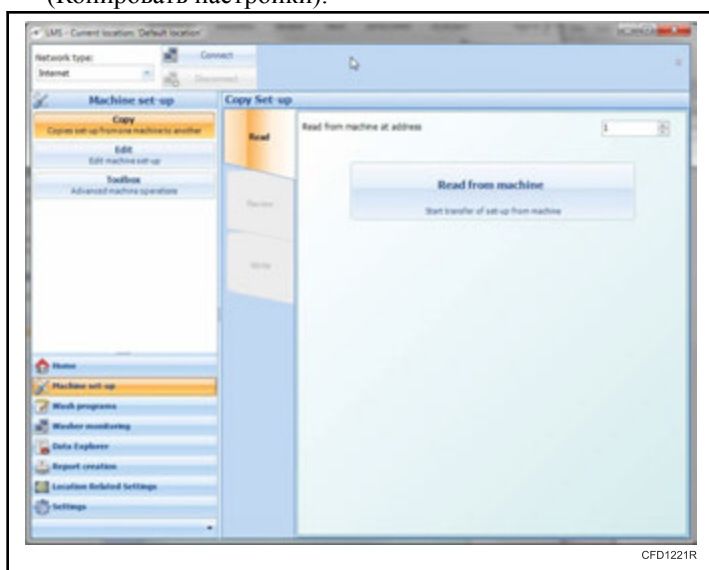 (Копировать настройки).
LMS - Current location: 'Default location'
Network type:
Internet
Connect
Disconnect
Machine set-up
Copy
Copies set-up from one machine to another
Edit
Edit machine set-up
Toolbox
Advanced machine operations
Home
Machine set-up
Wash programs
Washer monitoring
Data Explorer
Report creation
Location Related Settings
Settings
Copy Set-up
Read
Review
Write
Read from machine at address
1
Read from machine
Start transfer of set-up from machine
CFD1221R